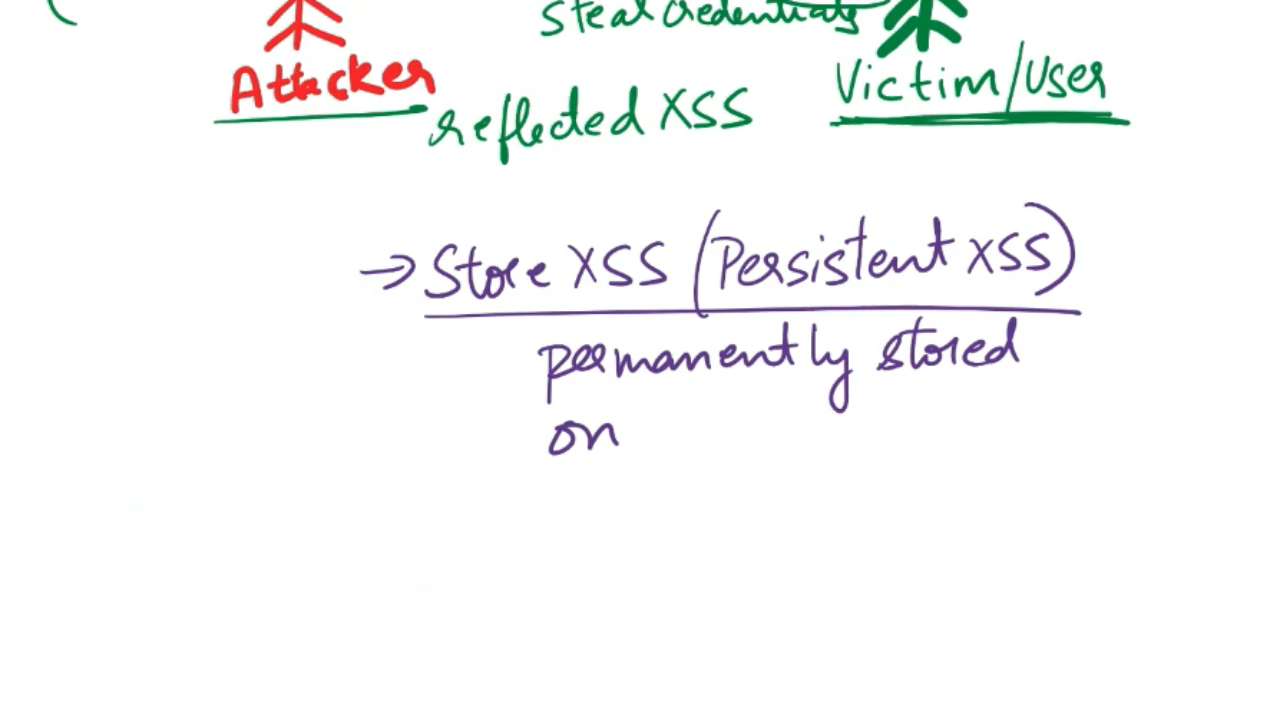 steal credentials
Attacker
Victim/User
reflected XSS
→ Store XSS (Persistent XSS)
permanently stored
on